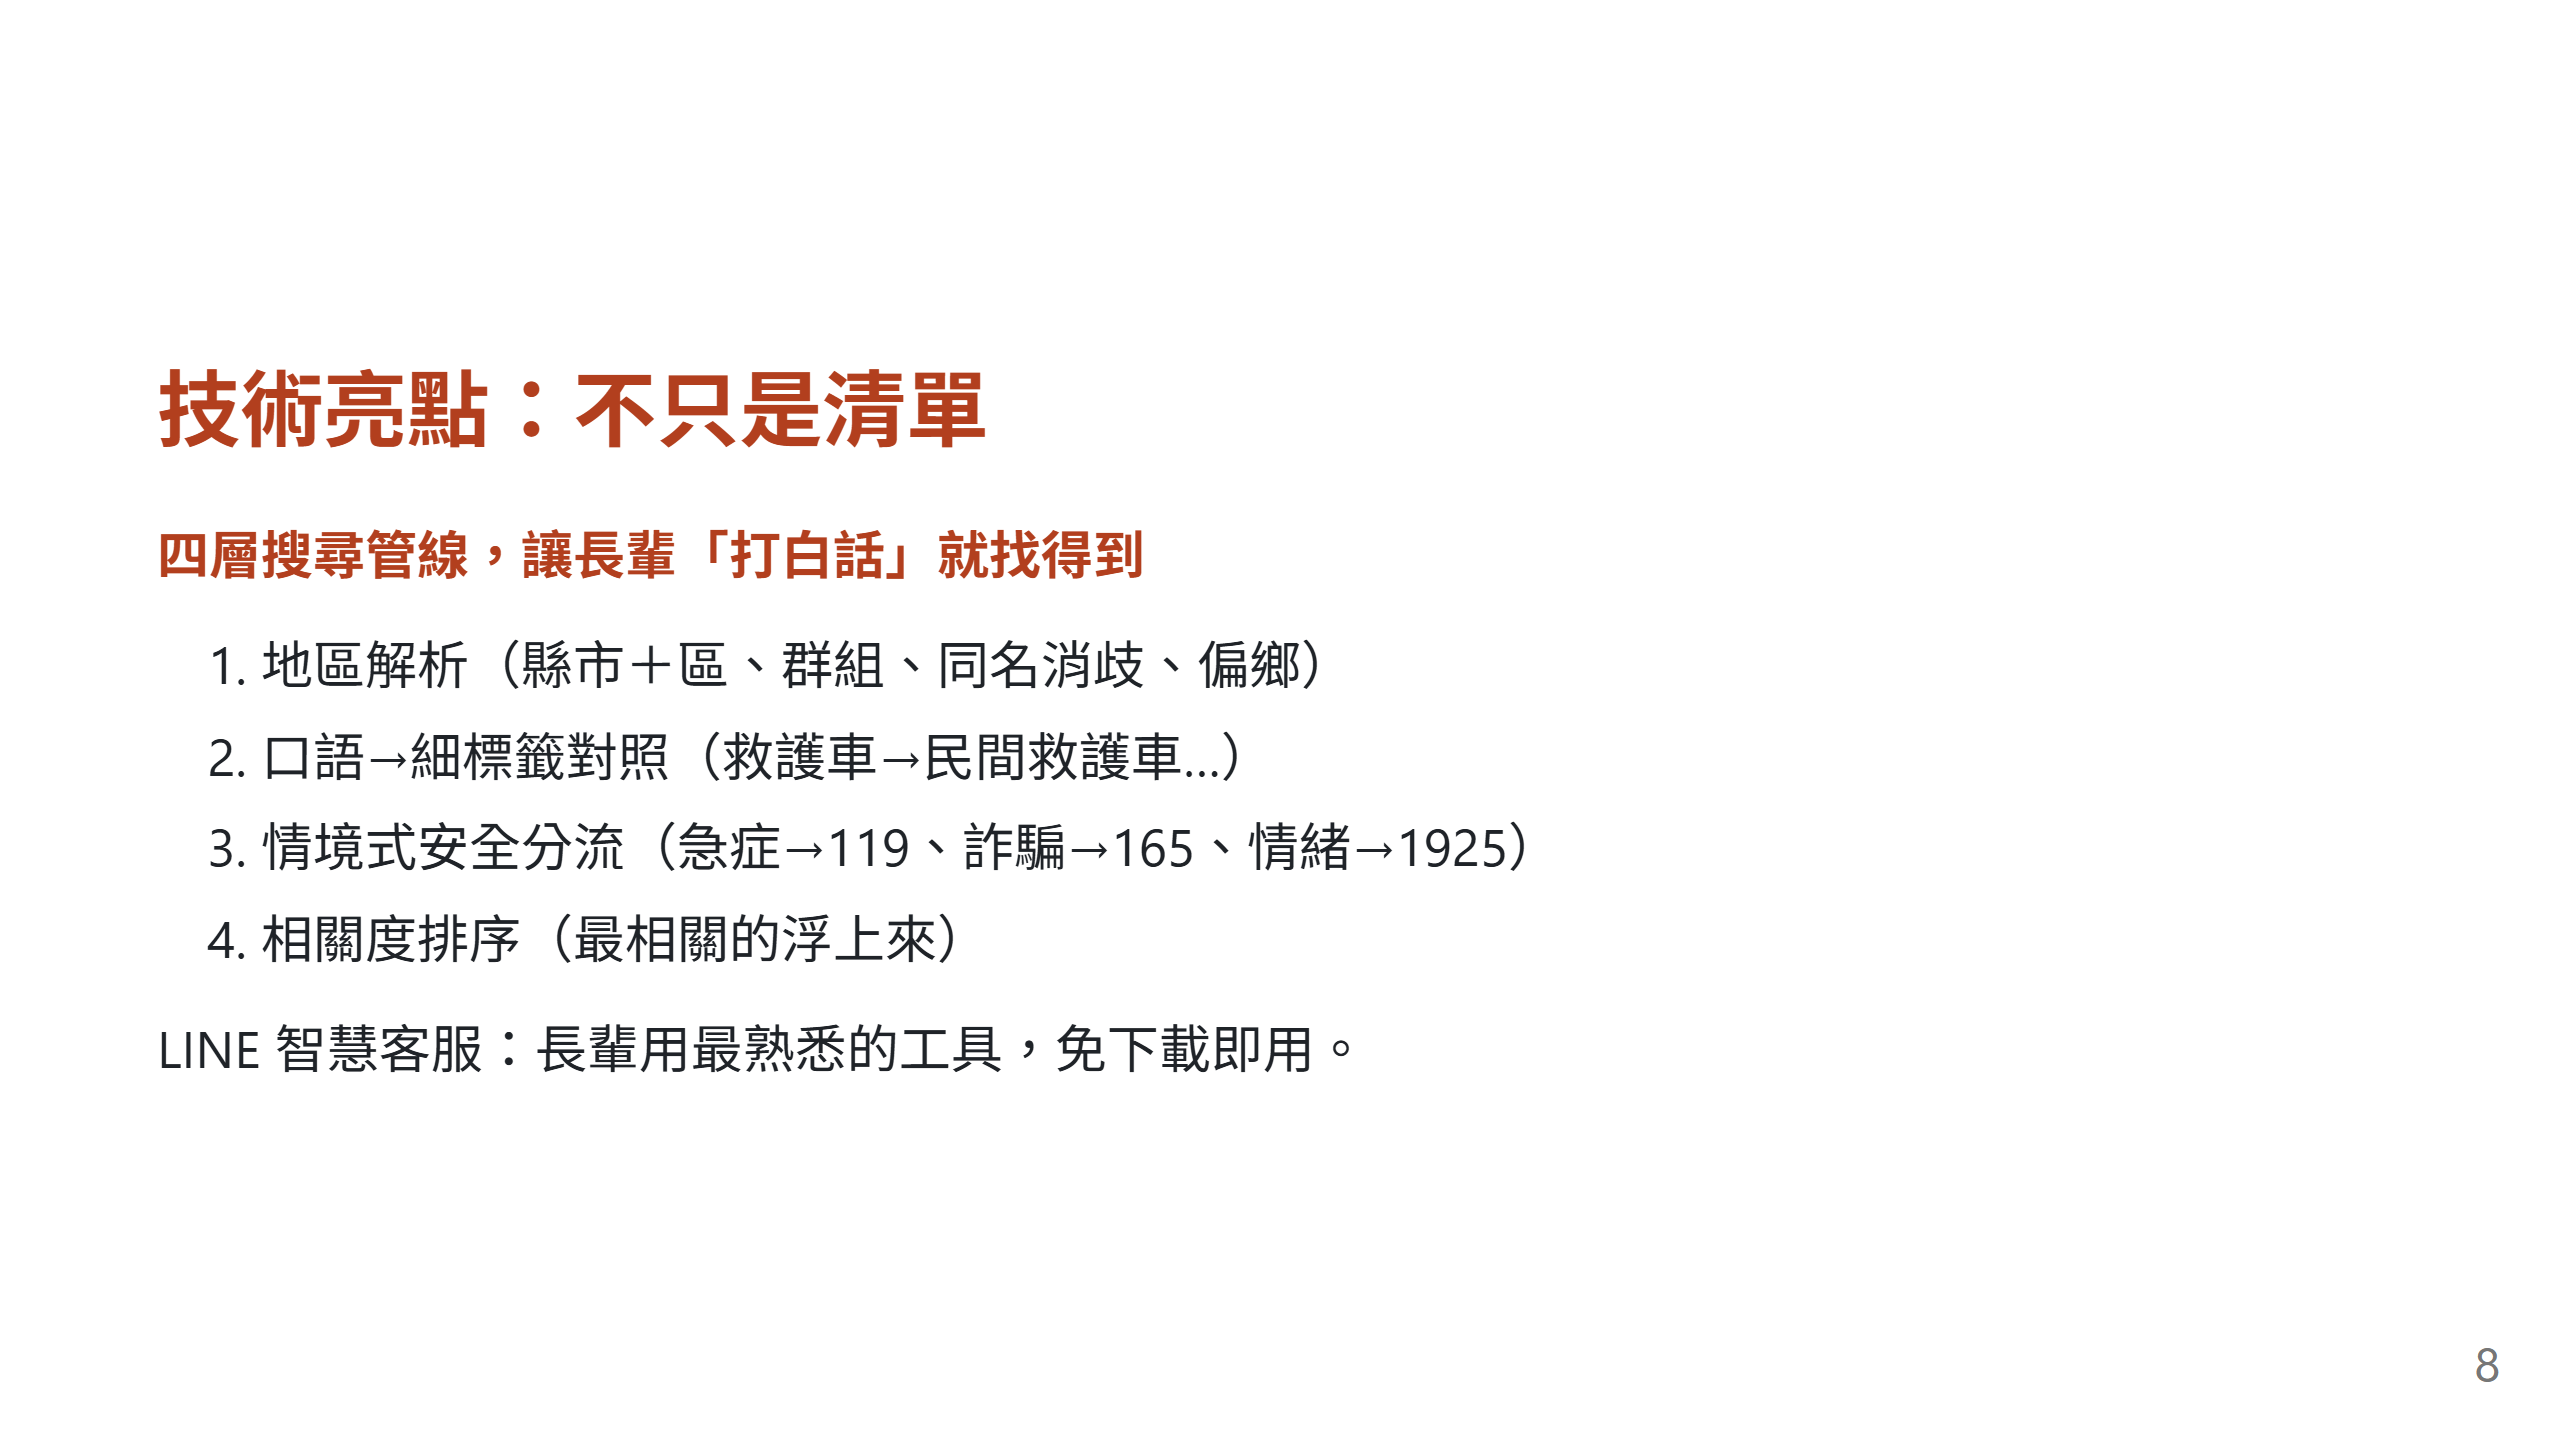 技術亮點：不只是清單
四層搜尋管線，讓長輩「打白話」就找得到
1. 地區解析（縣市＋區、群組、同名消歧、偏鄉）
2. 口語→細標籤對照（救護車→民間救護車…）
3. 情境式安全分流（急症→119、詐騙→165、情緒→1925）
4. 相關度排序（最相關的浮上來）
LINE 智慧客服：長輩用最熟悉的工具，免下載即用。
8